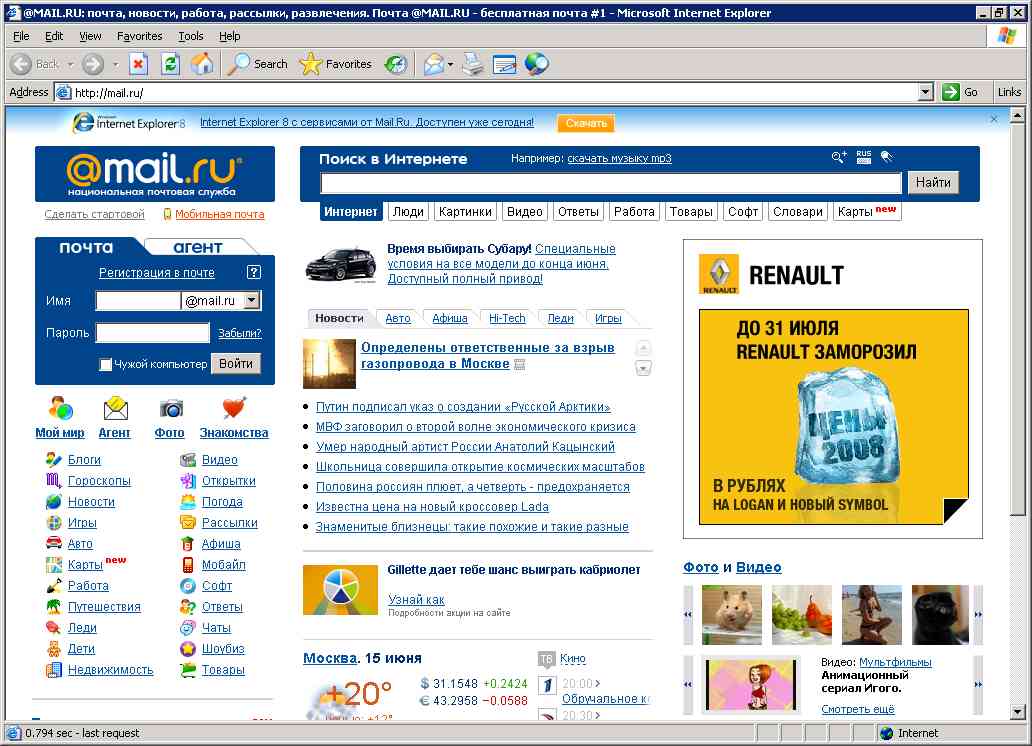 @MAIL.RU: почта, новости, работа, рассылки, развлечения. Почта @MAIL.RU - бесплатная почта #1 - Microsoft Internet Explorer
File Edit View Favorites Tools Help
Back Search Favorites
Address http://mail.ru/ Go Links
Windows Internet Explorer 8 Internet Explorer 8 с сервисами от Mail.Ru. Доступен уже сегодня! Скачать
@mail.ru®
национальная почтовая служба
Сделать стартовой Мобильная почта
Поиск в Интернете Например: скачать музыку mp3 RUS
Найти
Интернет Люди Картинки Видео Ответы Работа Товары Софт Словари Карты new
почта агент
Регистрация в почте ?
Имя @mail.ru
Пароль Забыли?
Чужой компьютер Войти
Мой мир Агент Фото Знакомства
Блоги Видео
Гороскопы Открытки
Новости Погода
Игры Рассылки
Авто Афиша
Карты new Мобайл
Работа Софт
Путешествия Ответы
Леди Чаты
Дети Шоубиз
Недвижимость Товары
Время выбирать Субару! Специальные
условия на все модели до конца июня.
Доступный полный привод!
Новости Авто Афиша Hi-Tech Леди Игры
Определены ответственные за взрыв
газопровода в Москве
Путин подписал указ о создании «Русской Арктики»
МВФ заговорил о второй волне экономического кризиса
Умер народный артист России Анатолий Кацынский
Школьница совершила открытие космических масштабов
Половина россиян плюет, а четверть - предохраняется
Известна цена на новый кроссовер Lada
Знаменитые близнецы: такие похожие и такие разные
Gillette дает тебе шанс выиграть кабриолет
Узнай как
Подробности акции на сайте
Москва. 15 июня
+20°
ночью: +12°
$ 31.1548 +0.2424
€ 43.2958 −0.0588
ТВ Кино
1 20:00
Обручальное к
20:30
RENAULT
RENAULT
ДО 31 ИЮЛЯ
RENAULT ЗАМОРОЗИЛ
ЦЕНЫ
2008
В РУБЛЯХ
НА LOGAN И НОВЫЙ SYMBOL
Фото и Видео
Видео: Мультфильмы
Анимационный
сериал Игого.
Смотреть ещё
0.794 sec - last request Internet